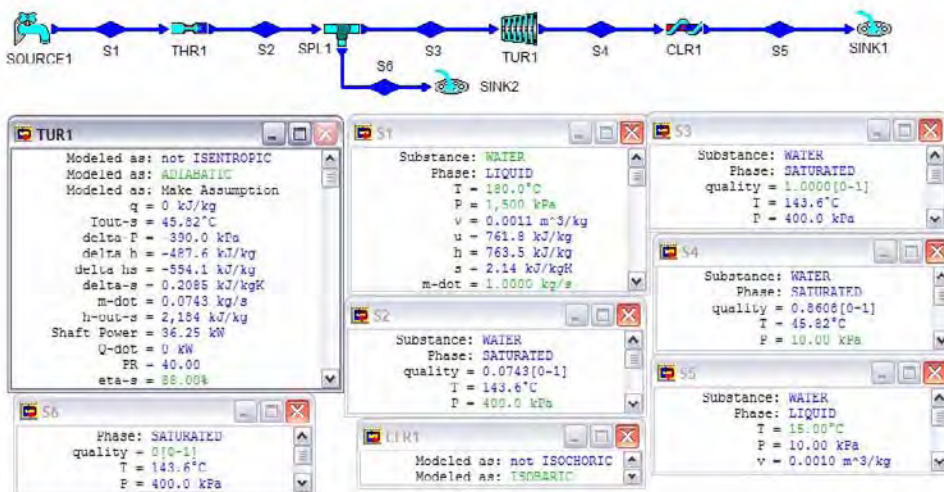 SOURCE1
S1
THR1
S2
SPL1
S3
TUR1
S4
CLR1
S5
SINK1
S6
SINK2
TUR1
Modeled as: not ISENTROPIC
Modeled as: ADIABATIC
Modeled as: Make Assumption
q = 0 kJ/kg
Iout-s = 45.82°C
delta-P = -390.0 kPa
delta h = -487.6 kJ/kg
delta hs = -554.1 kJ/kg
delta-s = 0.2085 kJ/kgK
m-dot = 0.0743 kg/s
h-out-s = 2,184 kJ/kg
Shaft Power = 36.25 kW
Q-dot = 0 kW
PR = 40.00
eta-s = 88.00%
S1
Substance: WATER
Phase: LIQUID
T = 180.0°C
P = 1,500 kPa
v = 0.0011 m^3/kg
u = 761.8 kJ/kg
h = 763.5 kJ/kg
s = 2.14 kJ/kgK
m-dot = 1.0000 kg/s
S3
Substance: WATER
Phase: SATURATED
quality = 1.0000[0-1]
T = 143.6°C
P = 400.0 kPa
S4
Substance: WATER
Phase: SATURATED
quality = 0.8608[0-1]
T = 45.82°C
P = 10.00 kPa
S2
Substance: WATER
Phase: SATURATED
quality = 0.0743[0-1]
T = 143.6°C
P = 400.0 kPa
S5
Substance: WATER
Phase: LIQUID
T = 15.00°C
P = 10.00 kPa
v = 0.0010 m^3/kg
S6
Phase: SATURATED
quality = 0[0-1]
T = 143.6°C
P = 400.0 kPa
CLR1
Modeled as: not ISOCHORIC
Modeled as: ISOBARIC